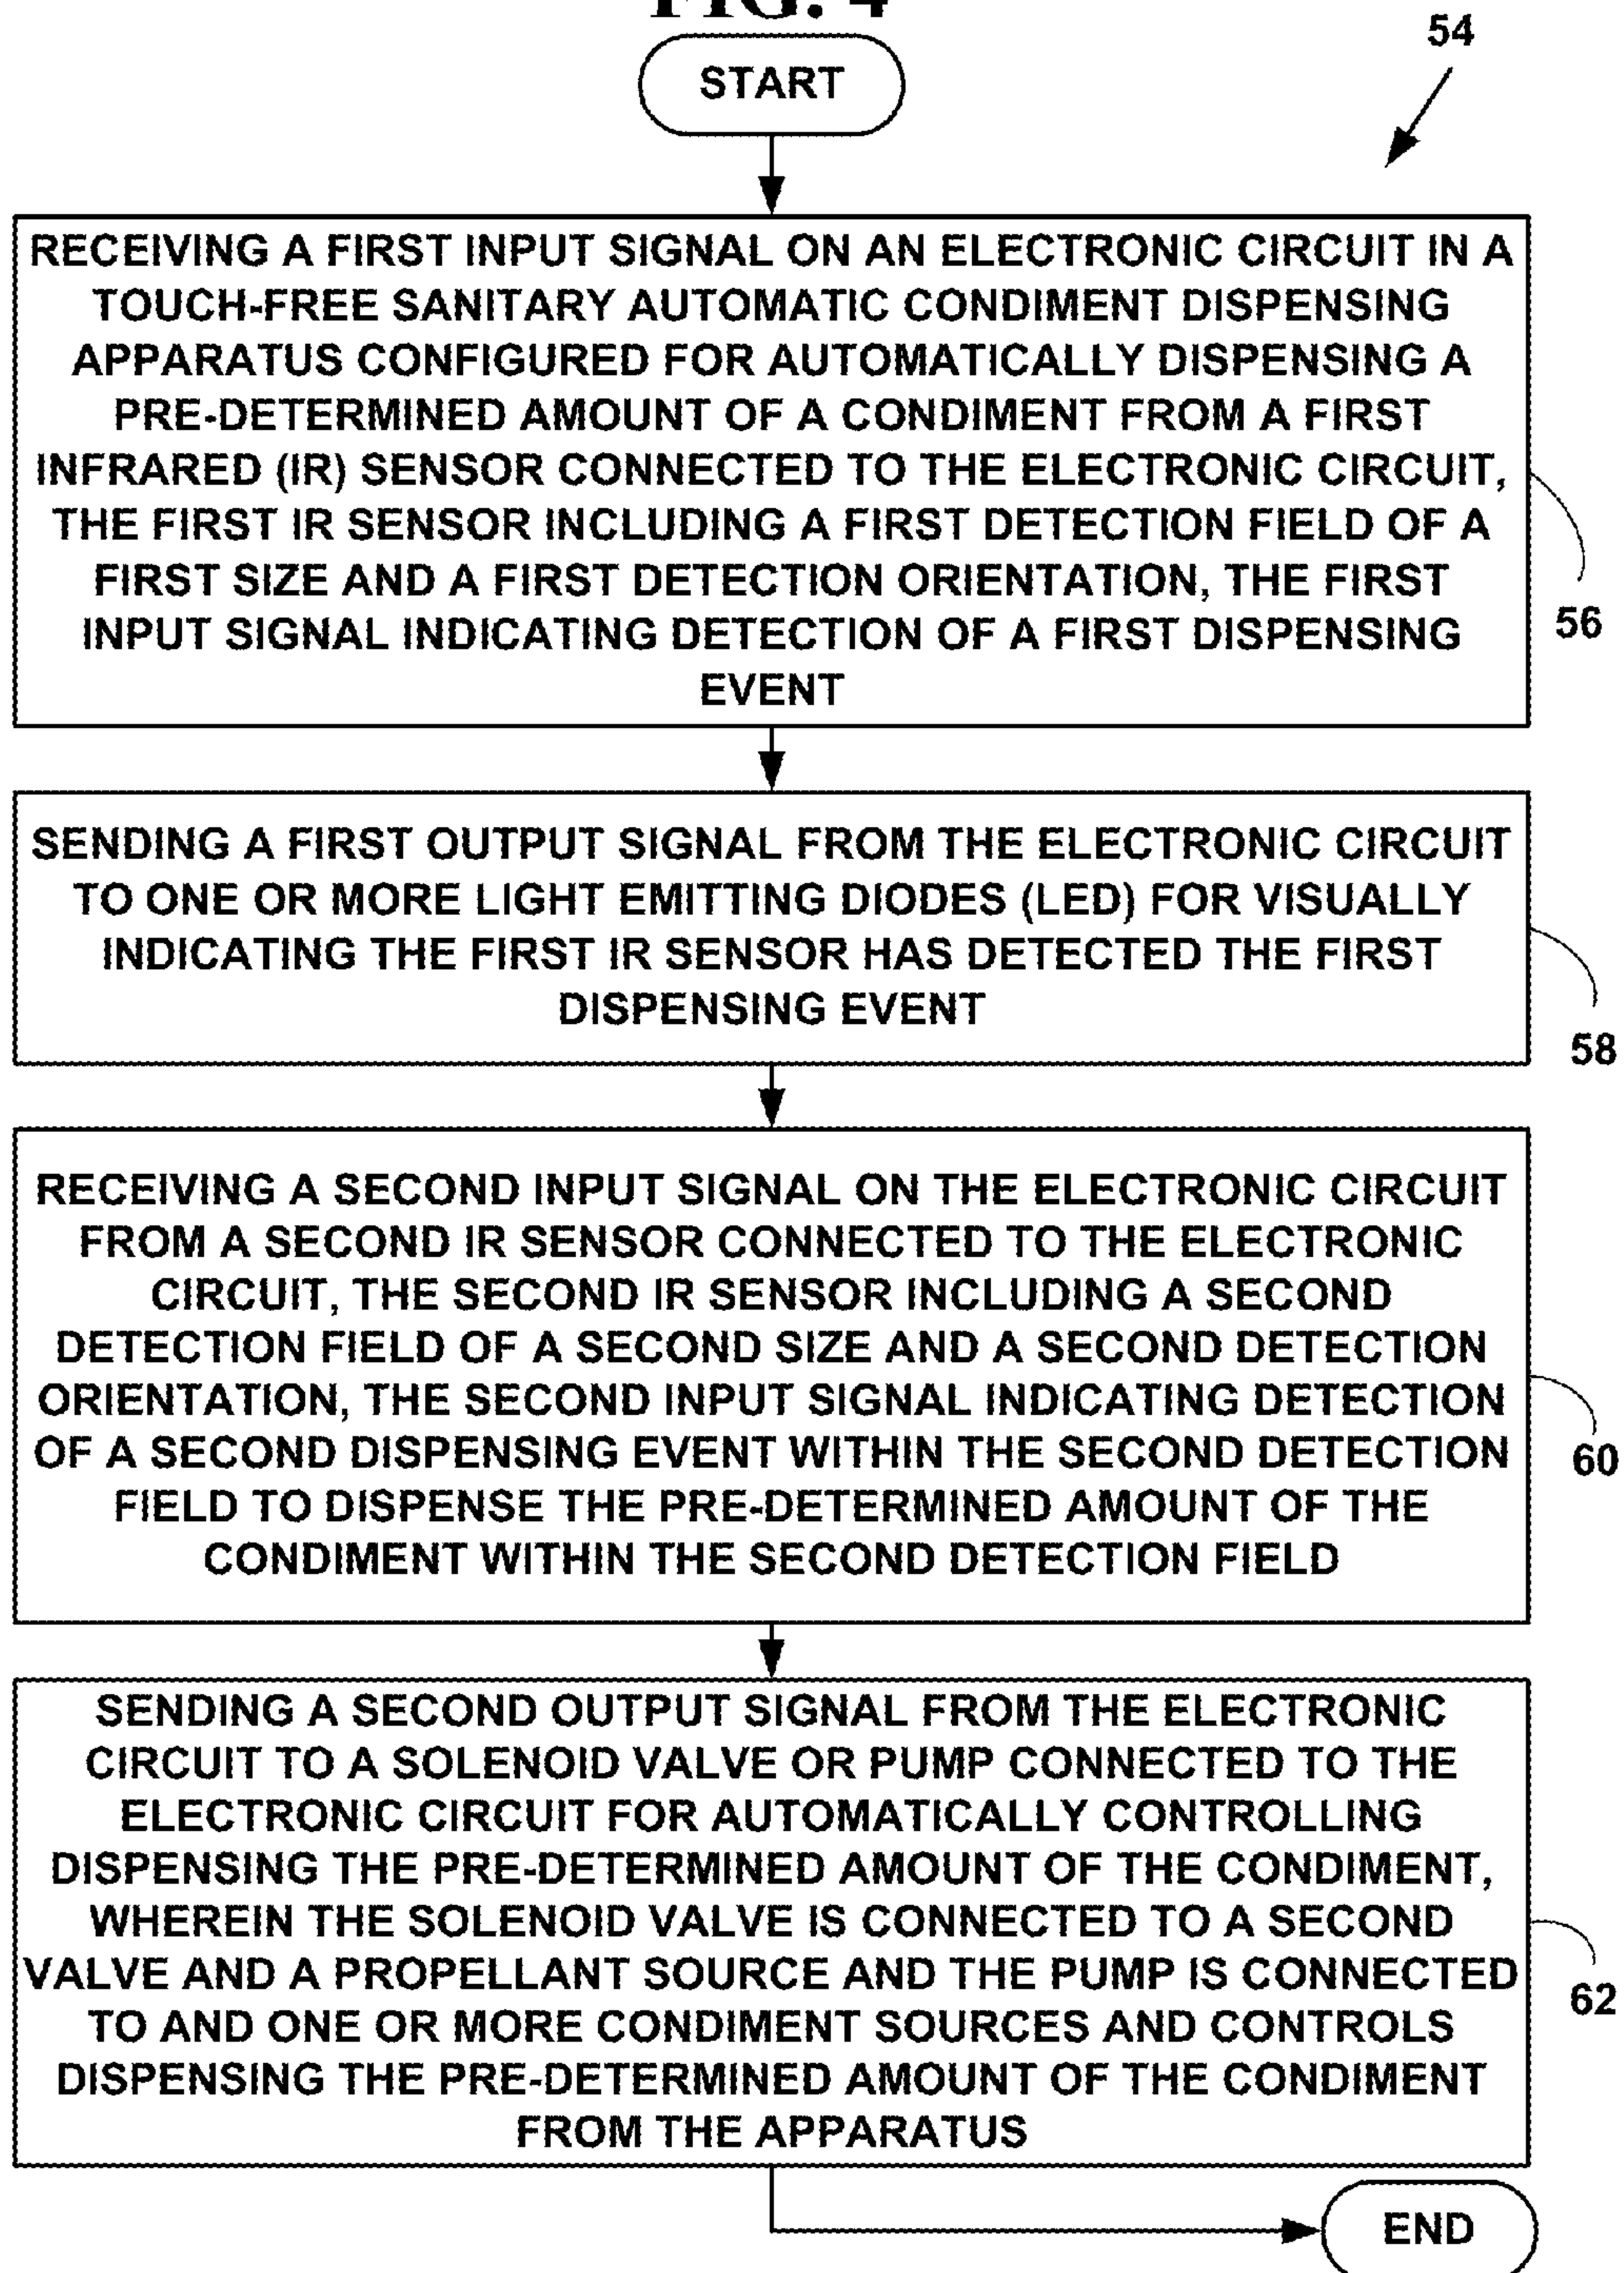 FIG. 4
54
START
RECEIVING A FIRST INPUT SIGNAL ON AN ELECTRONIC CIRCUIT IN A
TOUCH-FREE SANITARY AUTOMATIC CONDIMENT DISPENSING
APPARATUS CONFIGURED FOR AUTOMATICALLY DISPENSING A
PRE-DETERMINED AMOUNT OF A CONDIMENT FROM A FIRST
INFRARED (IR) SENSOR CONNECTED TO THE ELECTRONIC CIRCUIT,
THE FIRST IR SENSOR INCLUDING A FIRST DETECTION FIELD OF A
FIRST SIZE AND A FIRST DETECTION ORIENTATION, THE FIRST
INPUT SIGNAL INDICATING DETECTION OF A FIRST DISPENSING
EVENT
56
SENDING A FIRST OUTPUT SIGNAL FROM THE ELECTRONIC CIRCUIT
TO ONE OR MORE LIGHT EMITTING DIODES (LED) FOR VISUALLY
INDICATING THE FIRST IR SENSOR HAS DETECTED THE FIRST
DISPENSING EVENT
58
RECEIVING A SECOND INPUT SIGNAL ON THE ELECTRONIC CIRCUIT
FROM A SECOND IR SENSOR CONNECTED TO THE ELECTRONIC
CIRCUIT, THE SECOND IR SENSOR INCLUDING A SECOND
DETECTION FIELD OF A SECOND SIZE AND A SECOND DETECTION
ORIENTATION, THE SECOND INPUT SIGNAL INDICATING DETECTION
OF A SECOND DISPENSING EVENT WITHIN THE SECOND DETECTION
FIELD TO DISPENSE THE PRE-DETERMINED AMOUNT OF THE
CONDIMENT WITHIN THE SECOND DETECTION FIELD
60
SENDING A SECOND OUTPUT SIGNAL FROM THE ELECTRONIC
CIRCUIT TO A SOLENOID VALVE OR PUMP CONNECTED TO THE
ELECTRONIC CIRCUIT FOR AUTOMATICALLY CONTROLLING
DISPENSING THE PRE-DETERMINED AMOUNT OF THE CONDIMENT,
WHEREIN THE SOLENOID VALVE IS CONNECTED TO A SECOND
VALVE AND A PROPELLANT SOURCE AND THE PUMP IS CONNECTED
TO AND ONE OR MORE CONDIMENT SOURCES AND CONTROLS
DISPENSING THE PRE-DETERMINED AMOUNT OF THE CONDIMENT
FROM THE APPARATUS
62
END